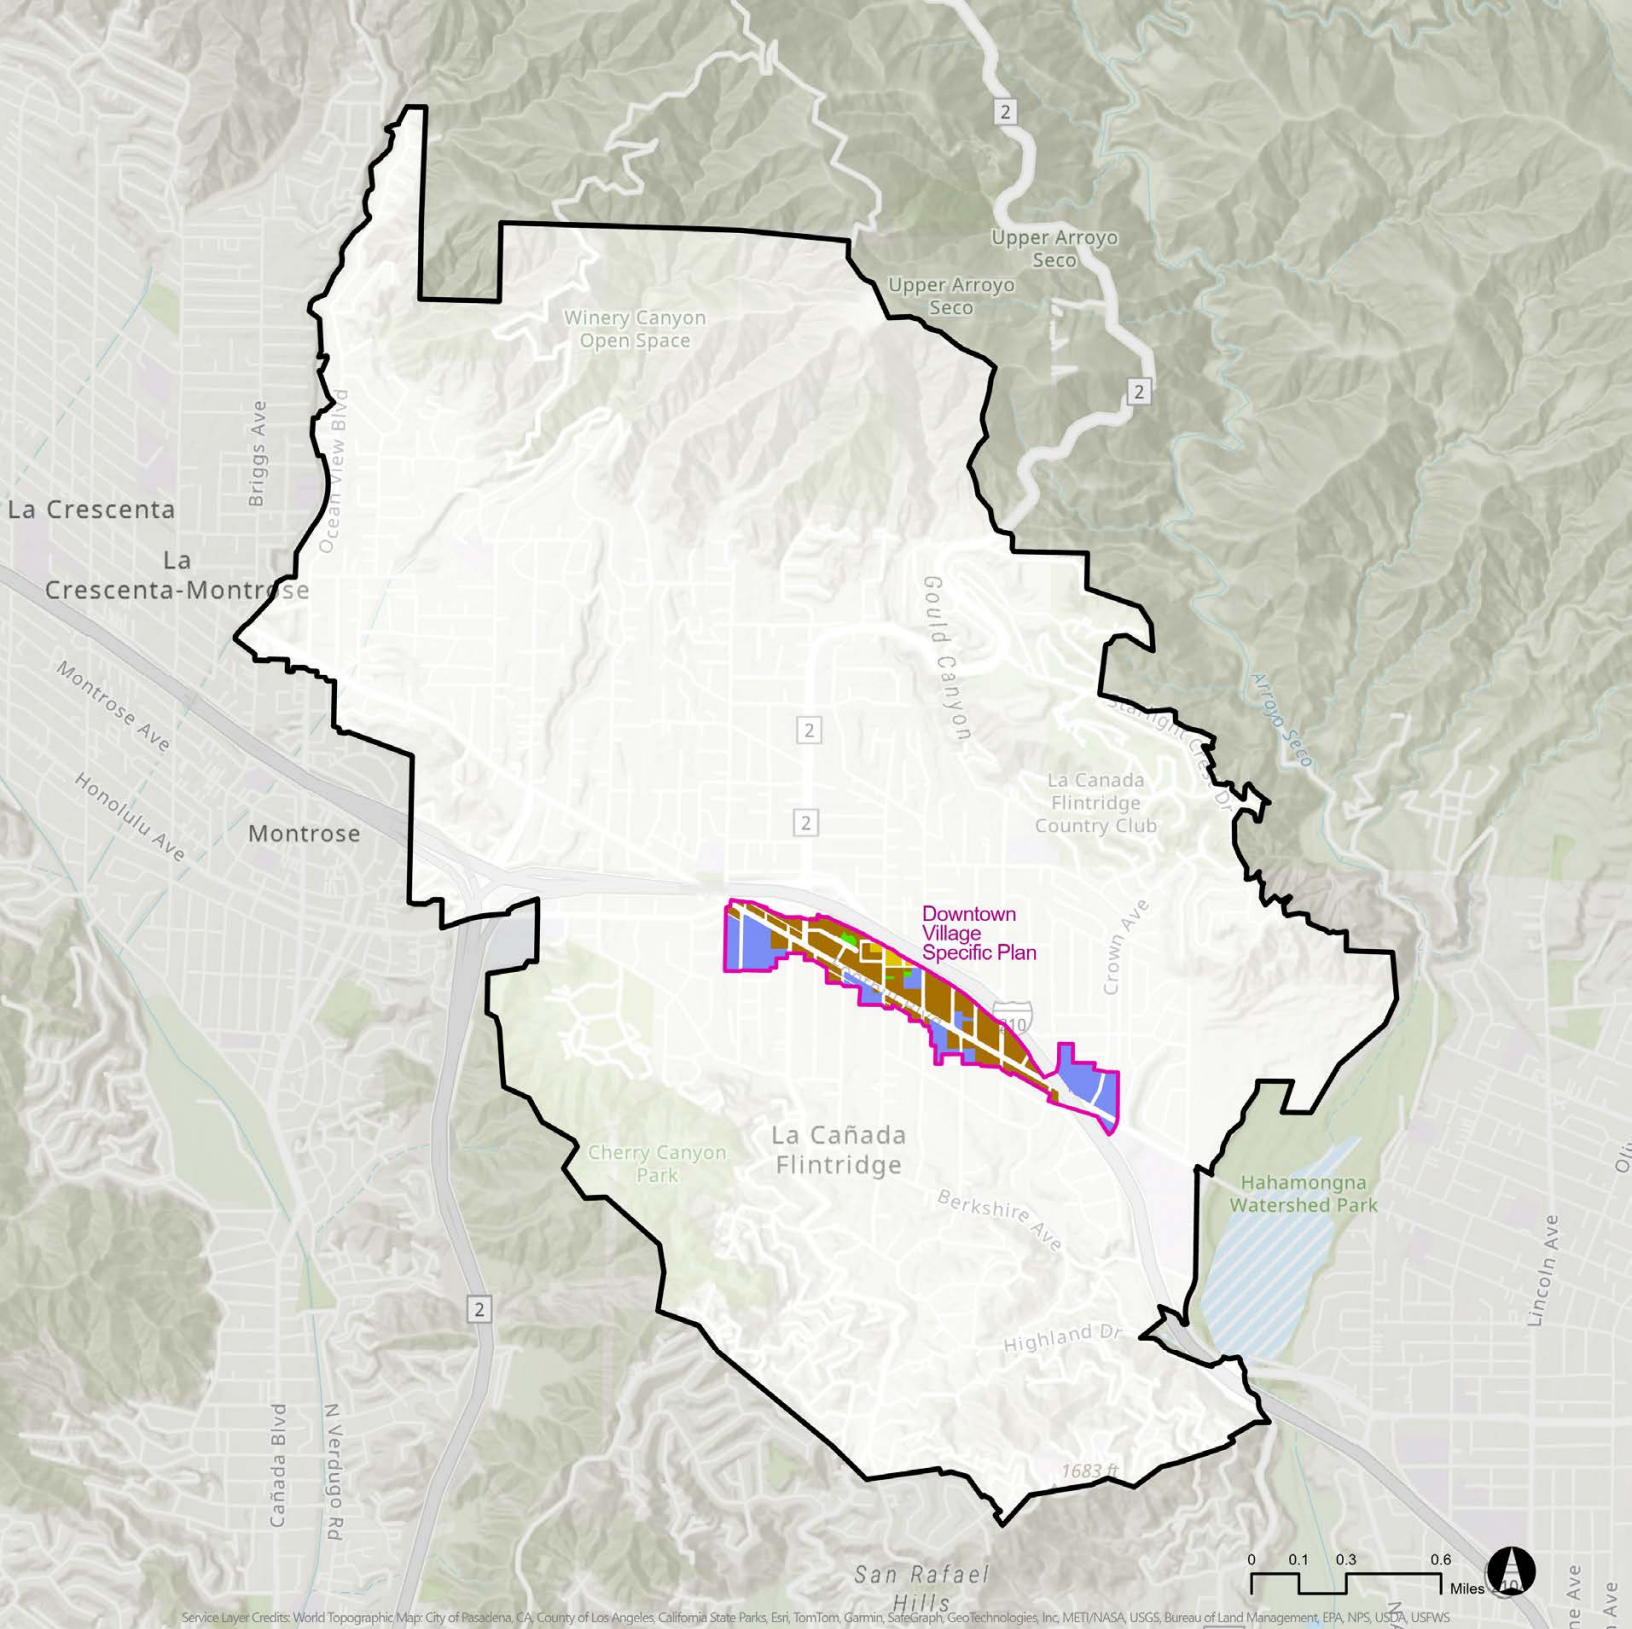 2
Upper Arroyo
Seco
Upper Arroyo
Seco
Winery Canyon
Open Space
2
Briggs Ave
Ocean View Blvd
La Crescenta
La
Crescenta-Montrose
Gould Canyon
Montrose Ave
Arroyo Seco
Starlight Crest Dr
2
Honolulu Ave
La Canada
Flintridge
Country Club
2
Montrose
Downtown
Village
Specific Plan
Crown Ave
210
La Cañada
Flintridge
Cherry Canyon
Park
Berkshire Ave
Hahamongna
Watershed Park
Lincoln Ave
2
Highland Dr
Cañada Blvd
N Verdugo Rd
1683 ft
San Rafael
Hills
0 0.1 0.3 0.6
Miles
Service Layer Credits: World Topographic Map: City of Pasadena, CA, County of Los Angeles, California State Parks, Esri, TomTom, Garmin, SafeGraph, GeoTechnologies, Inc, METI/NASA, USGS, Bureau of Land Management, EPA, NPS, USDA, USFWS